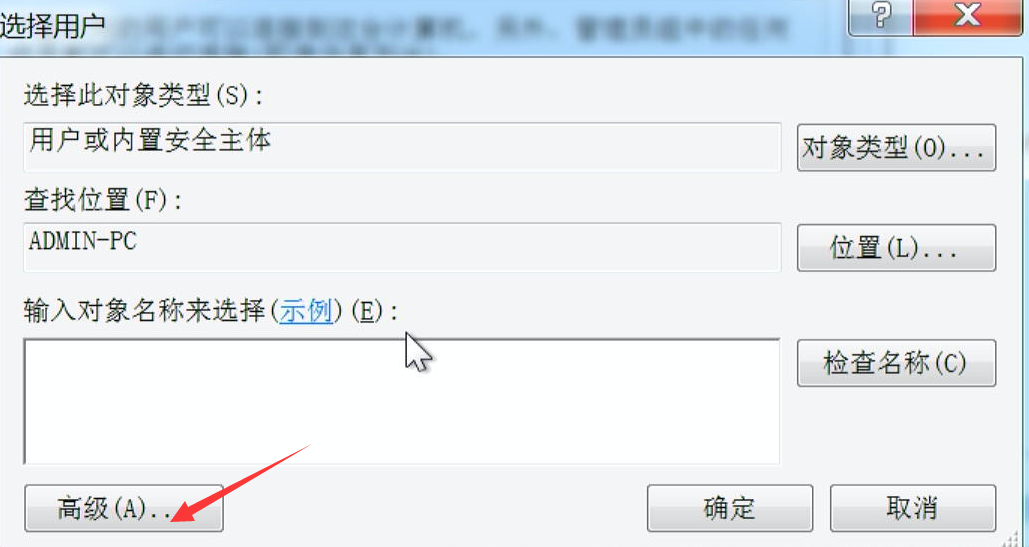 选择用户
选择此对象类型(S):
用户或内置安全主体
对象类型(O)...
查找位置(F):
ADMIN-PC
位置(L)...
输入对象名称来选择(示例)(E):
检查名称(C)
高级(A)..
确定
取消